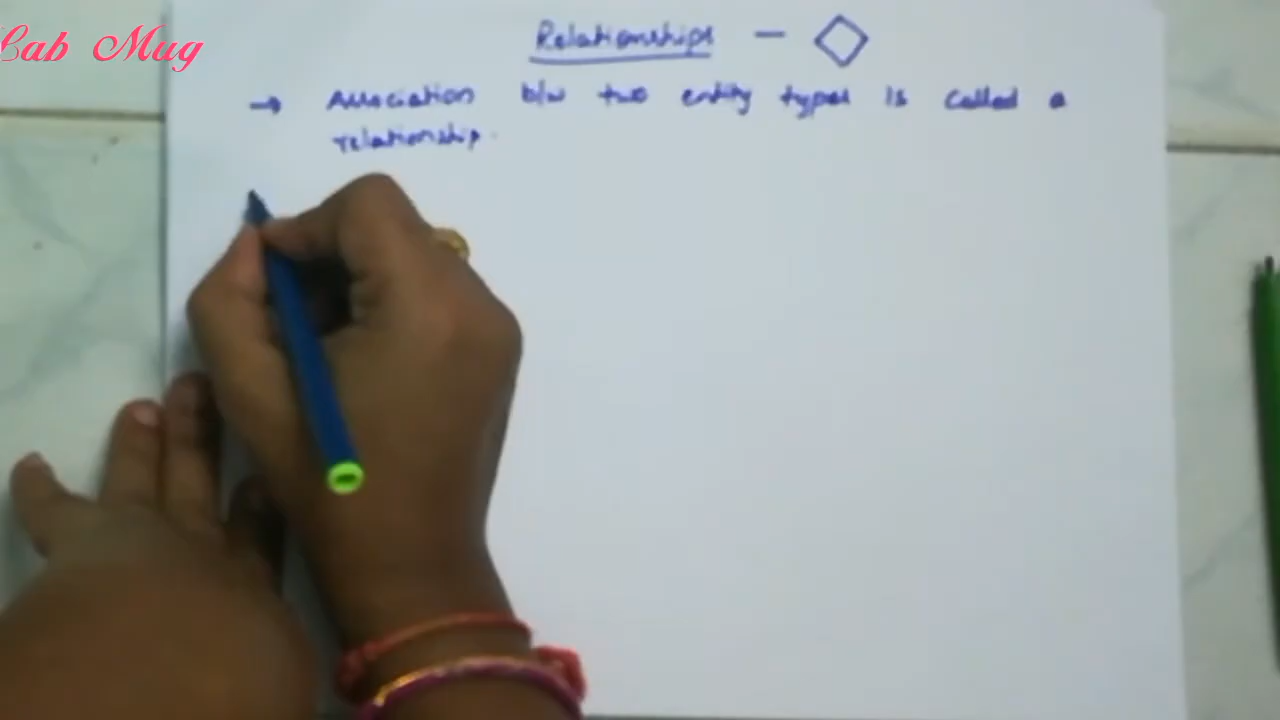 Lab Mug
Relationships - 
→ Association b/w two entity types is called a
relationship.